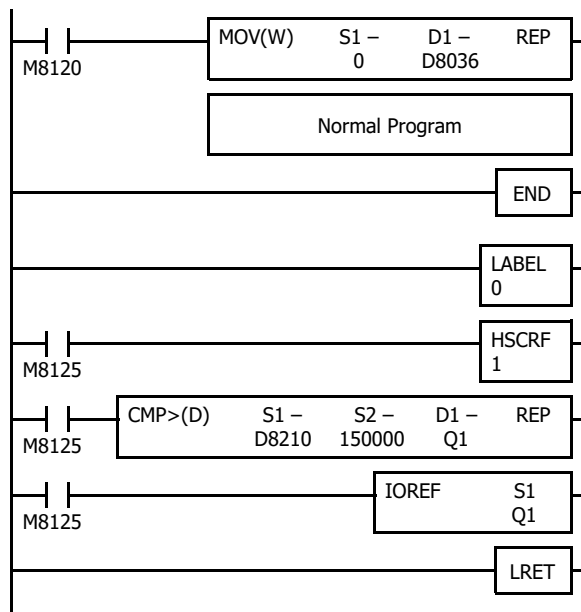 MOV(W) S1 – D1 – REP
0 D8036
M8120
Normal Program
END
LABEL
0
HSCRF
1
M8125
CMP>(D) S1 – S2 – D1 – REP
D8210 150000 Q1
M8125
IOREF S1
Q1
M8125
LRET